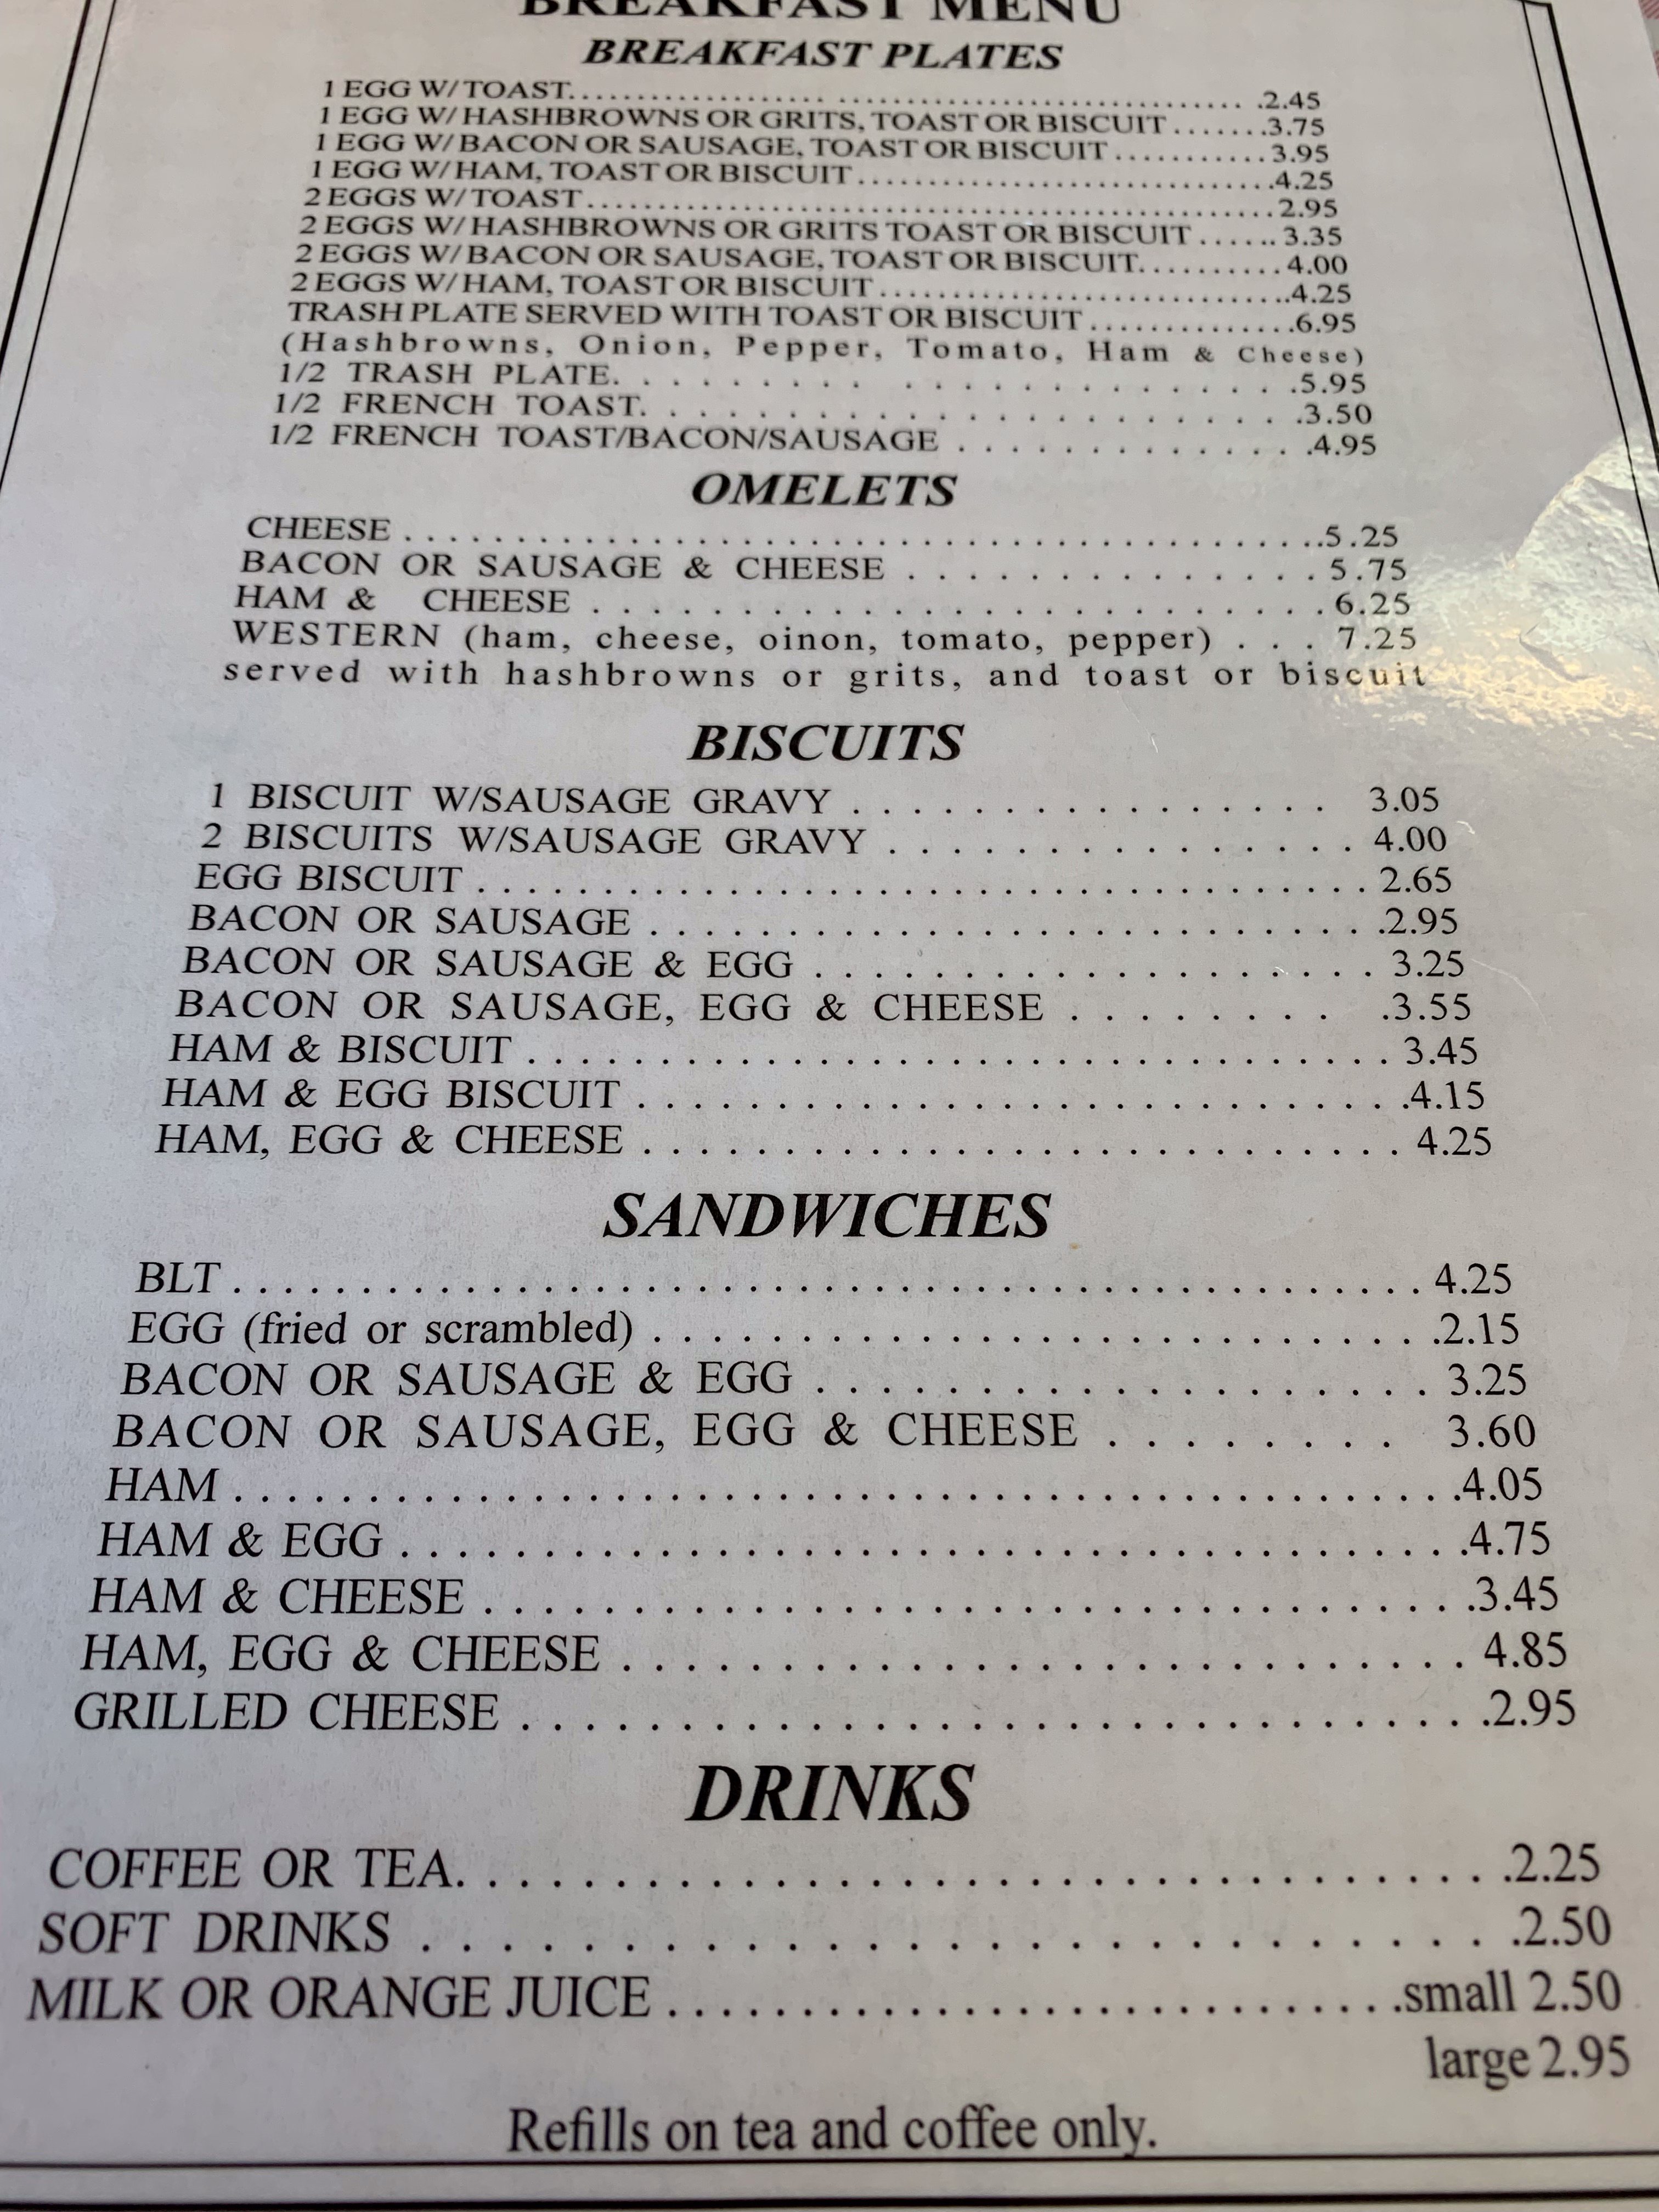 BREAKFAST MENU
BREAKFAST PLATES
1 EGG W/TOAST.......................................................2.45
1 EGG W/HASHBROWNS OR GRITS, TOAST OR BISCUIT.......3.75
1 EGG W/BACON OR SAUSAGE, TOAST OR BISCUIT...........3.95
1 EGG W/HAM, TOAST OR BISCUIT..............................4.25
2 EGGS W/TOAST..................................................2.95
2 EGGS W/HASHBROWNS OR GRITS TOAST OR BISCUIT......3.35
2 EGGS W/BACON OR SAUSAGE, TOAST OR BISCUIT..........4.00
2 EGGS W/HAM, TOAST OR BISCUIT..............................4.25
TRASH PLATE SERVED WITH TOAST OR BISCUIT..............6.95
(Hashbrowns, Onion, Pepper, Tomato, Ham & Cheese)
1/2 TRASH PLATE. . . . . . . . . . . . . . . . . . . . . . .5.95
1/2 FRENCH TOAST. . . . . . . . . . . . . . . . . . . . . .3.50
1/2 FRENCH TOAST/BACON/SAUSAGE . . . . . . . . . . . . .4.95
OMELETS
CHEESE . . . . . . . . . . . . . . . . . . . . . . . . . . . . . . . . ..5.25
BACON OR SAUSAGE & CHEESE . . . . . . . . . . . . . . 5.75
HAM & CHEESE . . . . . . . . . . . . . . . . . . . . . . . . . 6.25
WESTERN (ham, cheese, oinon, tomato, pepper) . . . 7.25
served with hashbrowns or grits, and toast or biscuit
BISCUITS
1 BISCUIT W/SAUSAGE GRAVY . . . . . . . . . . . . . . . . 3.05
2 BISCUITS W/SAUSAGE GRAVY . . . . . . . . . . . . . . . . 4.00
EGG BISCUIT . . . . . . . . . . . . . . . . . . . . . . . . . . . . . . . . 2.65
BACON OR SAUSAGE . . . . . . . . . . . . . . . . . . . . . . . . . . .2.95
BACON OR SAUSAGE & EGG . . . . . . . . . . . . . . . . . . . . 3.25
BACON OR SAUSAGE, EGG & CHEESE . . . . . . . . .3.55
HAM & BISCUIT . . . . . . . . . . . . . . . . . . . . . . . . . . . . . . . . 3.45
HAM & EGG BISCUIT . . . . . . . . . . . . . . . . . . . . . . . . . . . .4.15
HAM, EGG & CHEESE . . . . . . . . . . . . . . . . . . . . . . . . . . . 4.25
SANDWICHES
BLT . . . . . . . . . . . . . . . . . . . . . . . . . . . . . . . . . . . . . . . . . . 4.25
EGG (fried or scrambled) . . . . . . . . . . . . . . . . . . . . . . . . . .2.15
BACON OR SAUSAGE & EGG . . . . . . . . . . . . . . . . . . . . 3.25
BACON OR SAUSAGE, EGG & CHEESE . . . . . . . . . 3.60
HAM . . . . . . . . . . . . . . . . . . . . . . . . . . . . . . . . . . . . . . . . . .4.05
HAM & EGG . . . . . . . . . . . . . . . . . . . . . . . . . . . . . . . . . . . .4.75
HAM & CHEESE . . . . . . . . . . . . . . . . . . . . . . . . . . . . . . . .3.45
HAM, EGG & CHEESE . . . . . . . . . . . . . . . . . . . . . . . . . . . 4.85
GRILLED CHEESE . . . . . . . . . . . . . . . . . . . . . . . . . . . . . .2.95
DRINKS
COFFEE OR TEA. . . . . . . . . . . . . . . . . . . . . . . . . . . . . . . .2.25
SOFT DRINKS . . . . . . . . . . . . . . . . . . . . . . . . . . . . . . .2.50
MILK OR ORANGE JUICE . . . . . . . . . . . . . . . . . . . . . . . . . .small 2.50
large 2.95
Refills on tea and coffee only.